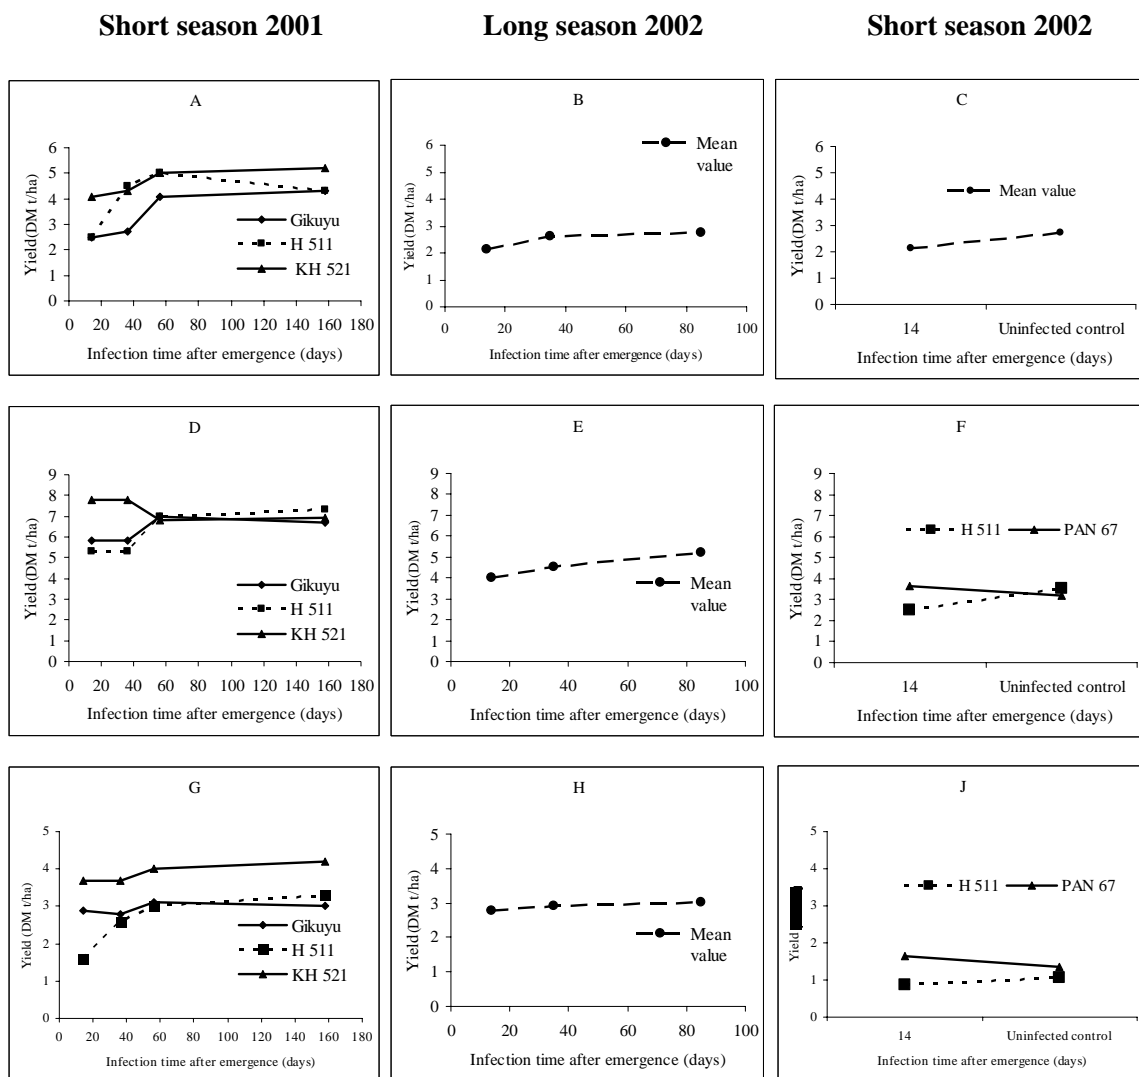 Short season 2001
Long season 2002
Short season 2002
A
Yield(DM t/ha)
6
5
4
3
2
1
0
0 20 40 60 80 100 120 140 160 180
Gikuyu
H 511
KH 521
Infection time after emergence (days)
B
Yield(DM t/ha)
6
5
4
3
2
1
0
0 20 40 60 80 100
Mean
value
Infection time after emergence (days)
C
Yield(DM t/ha)
6
5
4
3
2
1
0
14 Uninfected control
Mean value
Infection time after emergence (days)
D
Yield(DM t/ha)
9
8
7
6
5
4
3
2
1
0
0 20 40 60 80 100 120 140 160 180
Gikuyu
H 511
KH 521
Infection time after emergence (days)
E
Yield(DM t/ha)
9
8
7
6
5
4
3
2
1
0
0 20 40 60 80 100
Mean
value
Infection time after emergence (days)
F
Yield(DM t/ha)
9
8
7
6
5
4
3
2
1
0
14 Uninfected control
H 511 PAN 67
Infection time after emergence (days)
G
Yield (DM t/ha)
5
4
3
2
1
0
0 20 40 60 80 100 120 140 160 180
Gikuyu
H 511
KH 521
Infection time after emergence (days)
H
Yield (DM t/ha)
5
4
3
2
1
0
0 20 40 60 80 100
Mean
value
Infection time after emergence (days)
J
Yield
5
4
3
2
1
0
14 Uninfected control
H 511 PAN 67
Infection time after emergence (days)